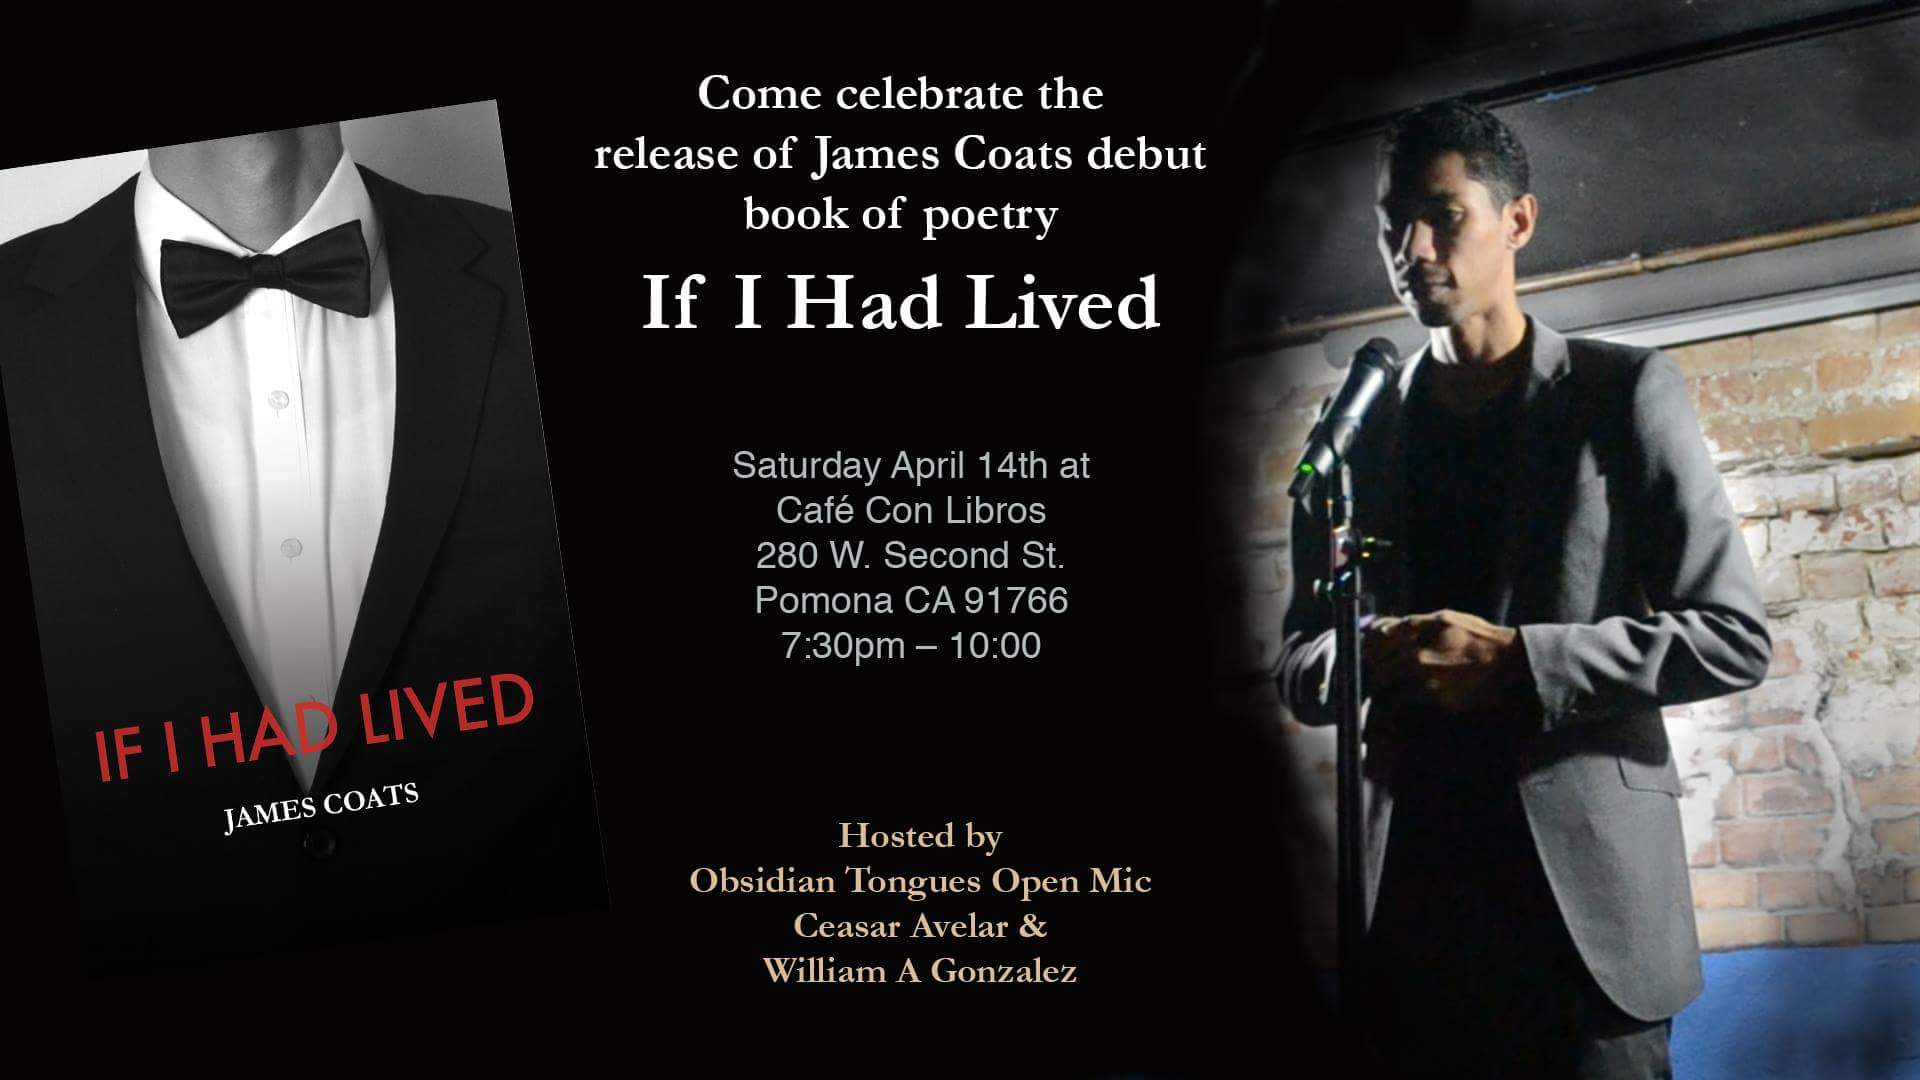 Come celebrate the
release of James Coats debut
book of poetry
If I Had Lived
Saturday April 14th at
Café Con Libros
280 W. Second St.
Pomona CA 91766
7:30pm – 10:00
Hosted by
Obsidian Tongues Open Mic
Ceasar Avelar &
William A Gonzalez
IF I HAD LIVED
JAMES COATS